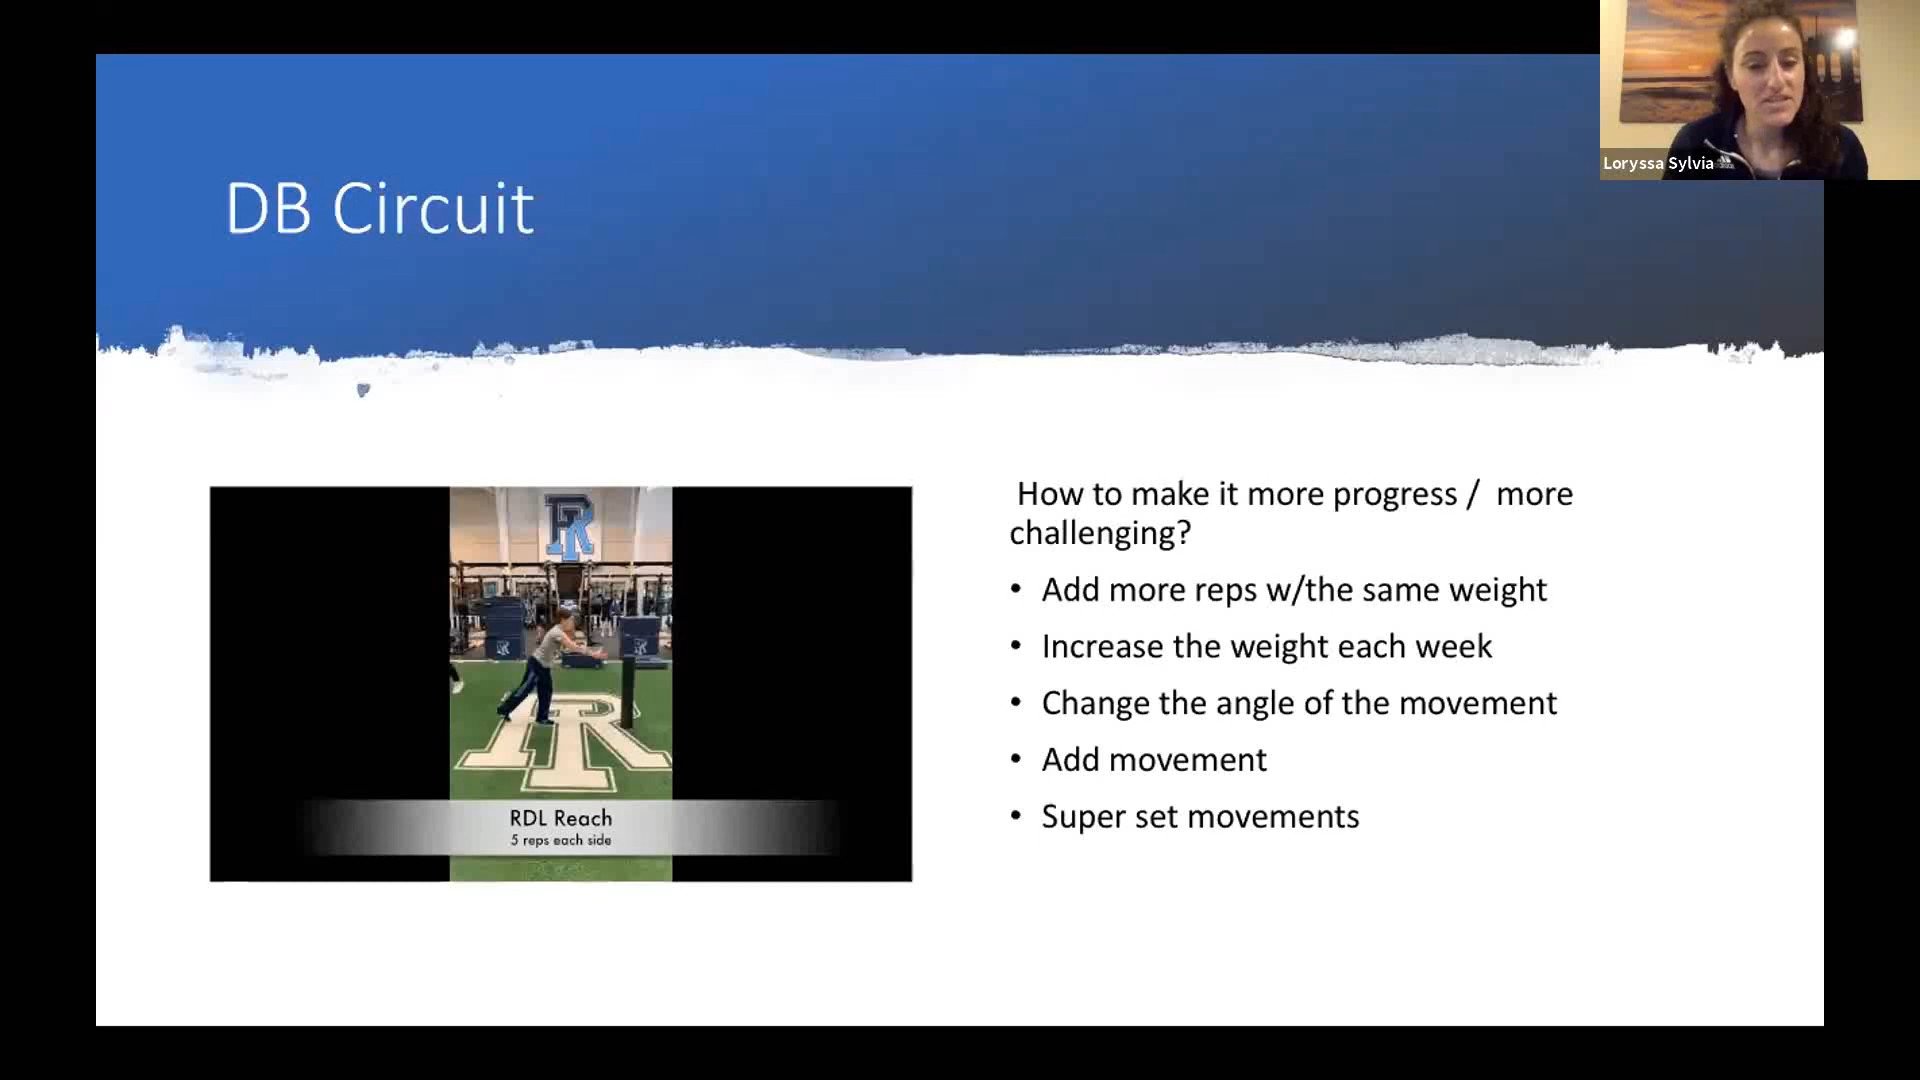 Loryssa Sylvia
DB Circuit
How to make it more progress / more
challenging?
• Add more reps w/the same weight
• Increase the weight each week
• Change the angle of the movement
• Add movement
• Super set movements
RDL Reach
5 reps each side